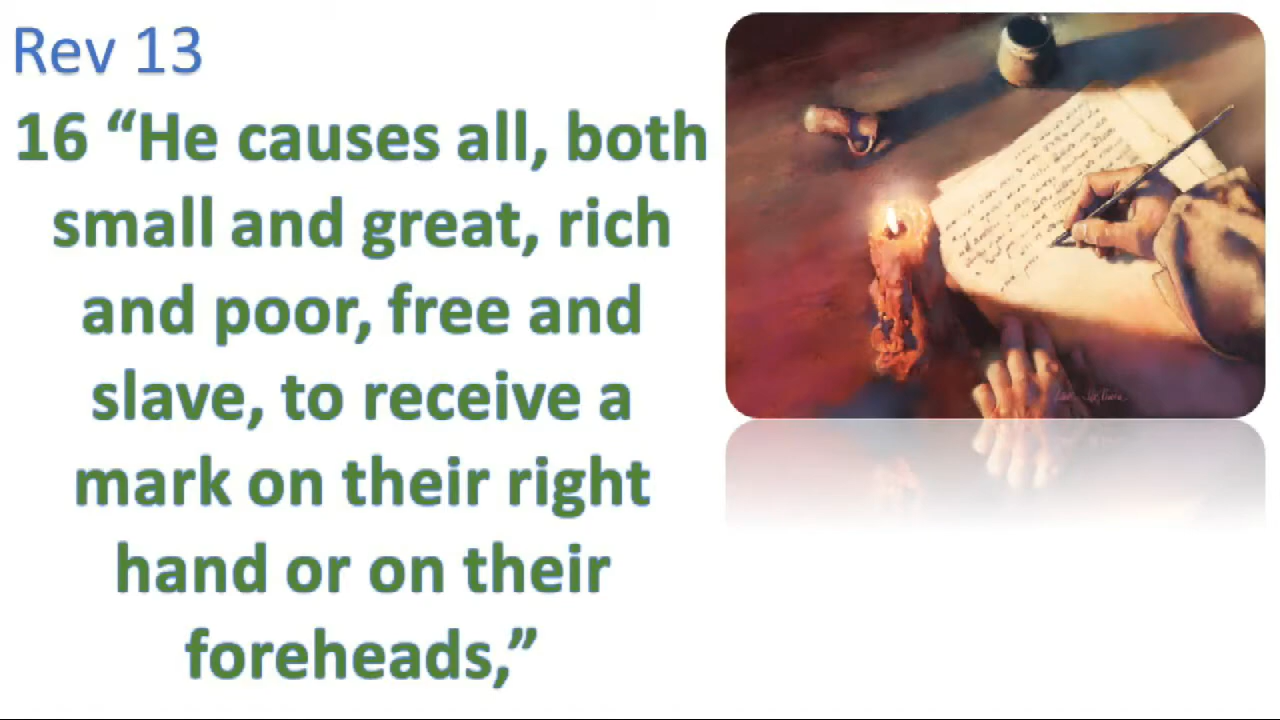 Rev 13
16 “He causes all, both
small and great, rich
and poor, free and
slave, to receive a
mark on their right
hand or on their
foreheads,”